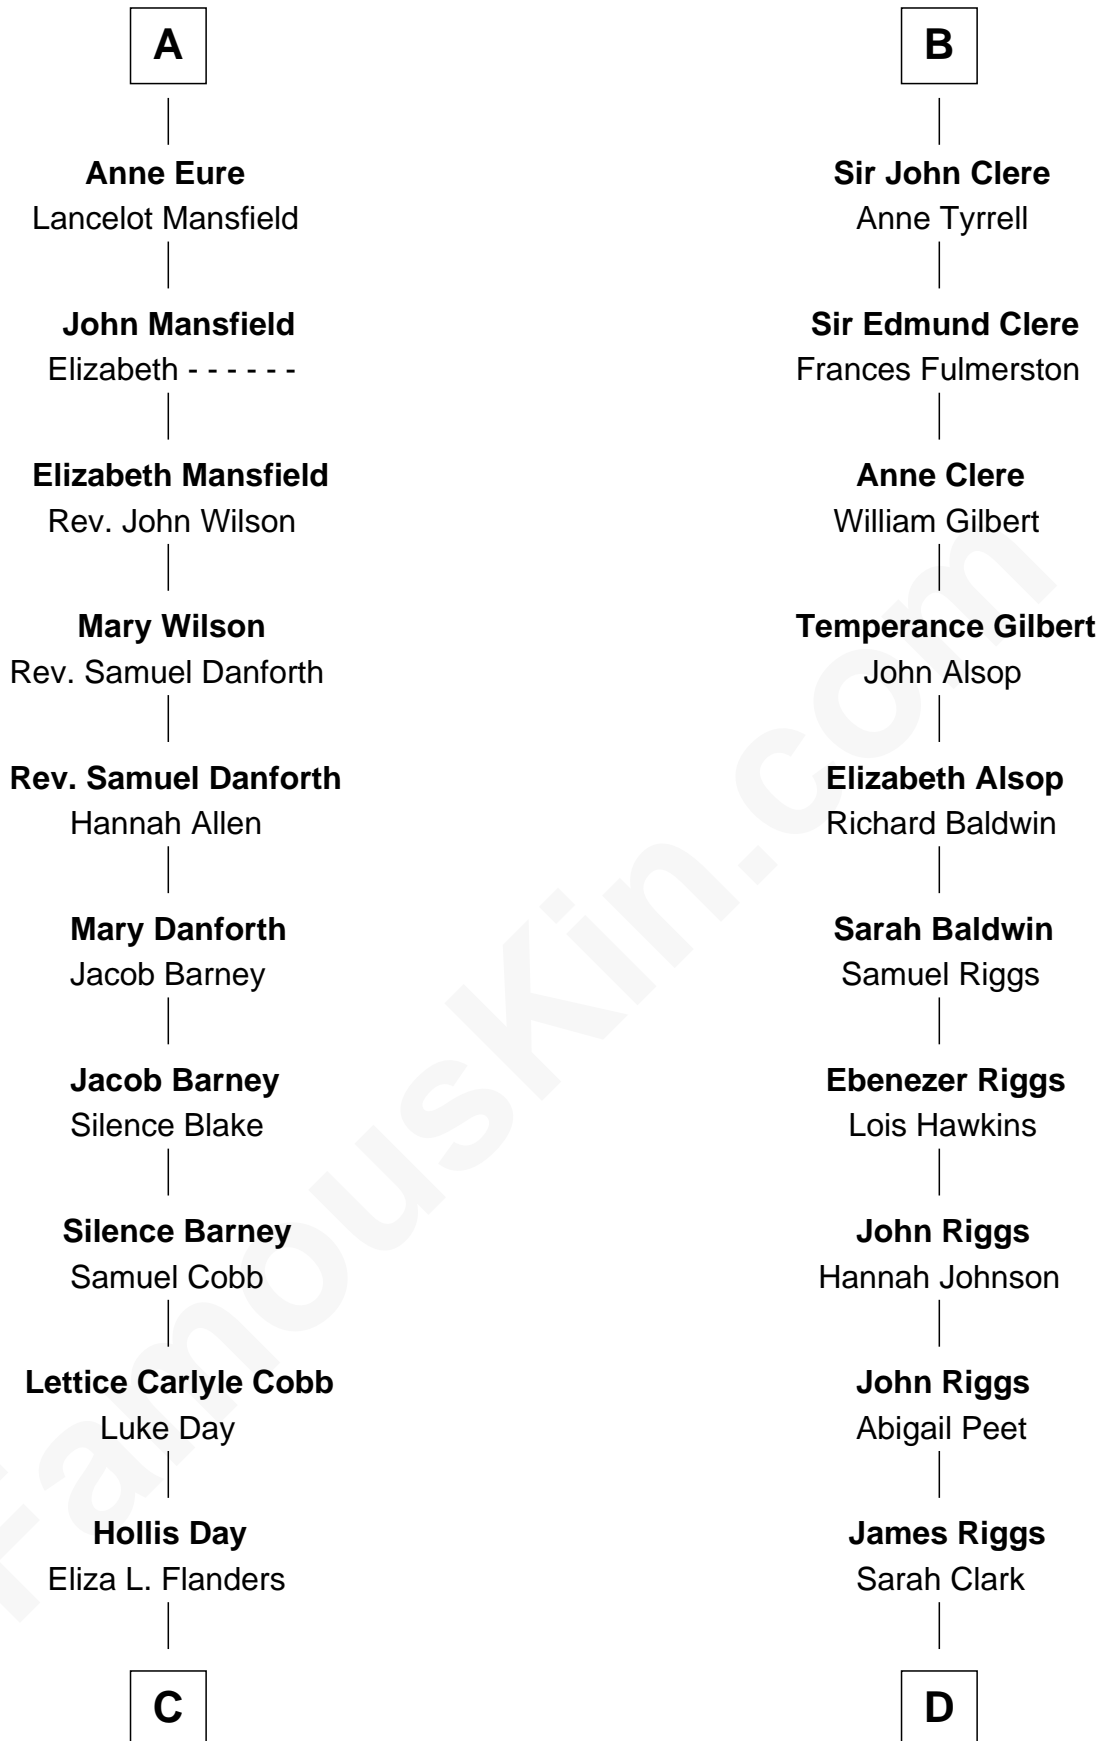 A
Anne Eure
Lancelot Mansfield
John Mansfield
Elizabeth - - - - - -
Elizabeth Mansfield
Rev. John Wilson
Mary Wilson
Rev. Samuel Danforth
Rev. Samuel Danforth
Hannah Allen
Mary Danforth
Jacob Barney
Jacob Barney
Silence Blake
Silence Barney
Samuel Cobb
Lettice Carlyle Cobb
Luke Day
Hollis Day
Eliza L. Flanders
C
B
Sir John Clere
Anne Tyrrell
Sir Edmund Clere
Frances Fulmerston
Anne Clere
William Gilbert
Temperance Gilbert
John Alsop
Elizabeth Alsop
Richard Baldwin
Sarah Baldwin
Samuel Riggs
Ebenezer Riggs
Lois Hawkins
John Riggs
Hannah Johnson
John Riggs
Abigail Peet
James Riggs
Sarah Clark
D
FamousKin.com